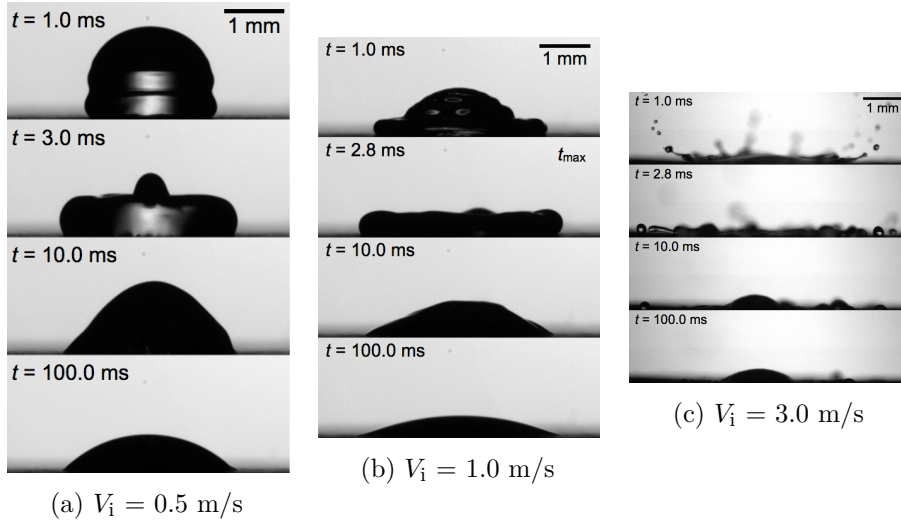 t = 1.0 ms
1 mm
t = 3.0 ms
t = 10.0 ms
t = 100.0 ms
(a) Vi = 0.5 m/s
t = 1.0 ms
1 mm
t = 2.8 ms
tmax
t = 10.0 ms
t = 100.0 ms
(b) Vi = 1.0 m/s
t = 1.0 ms
1 mm
t = 2.8 ms
t = 10.0 ms
t = 100.0 ms
(c) Vi = 3.0 m/s